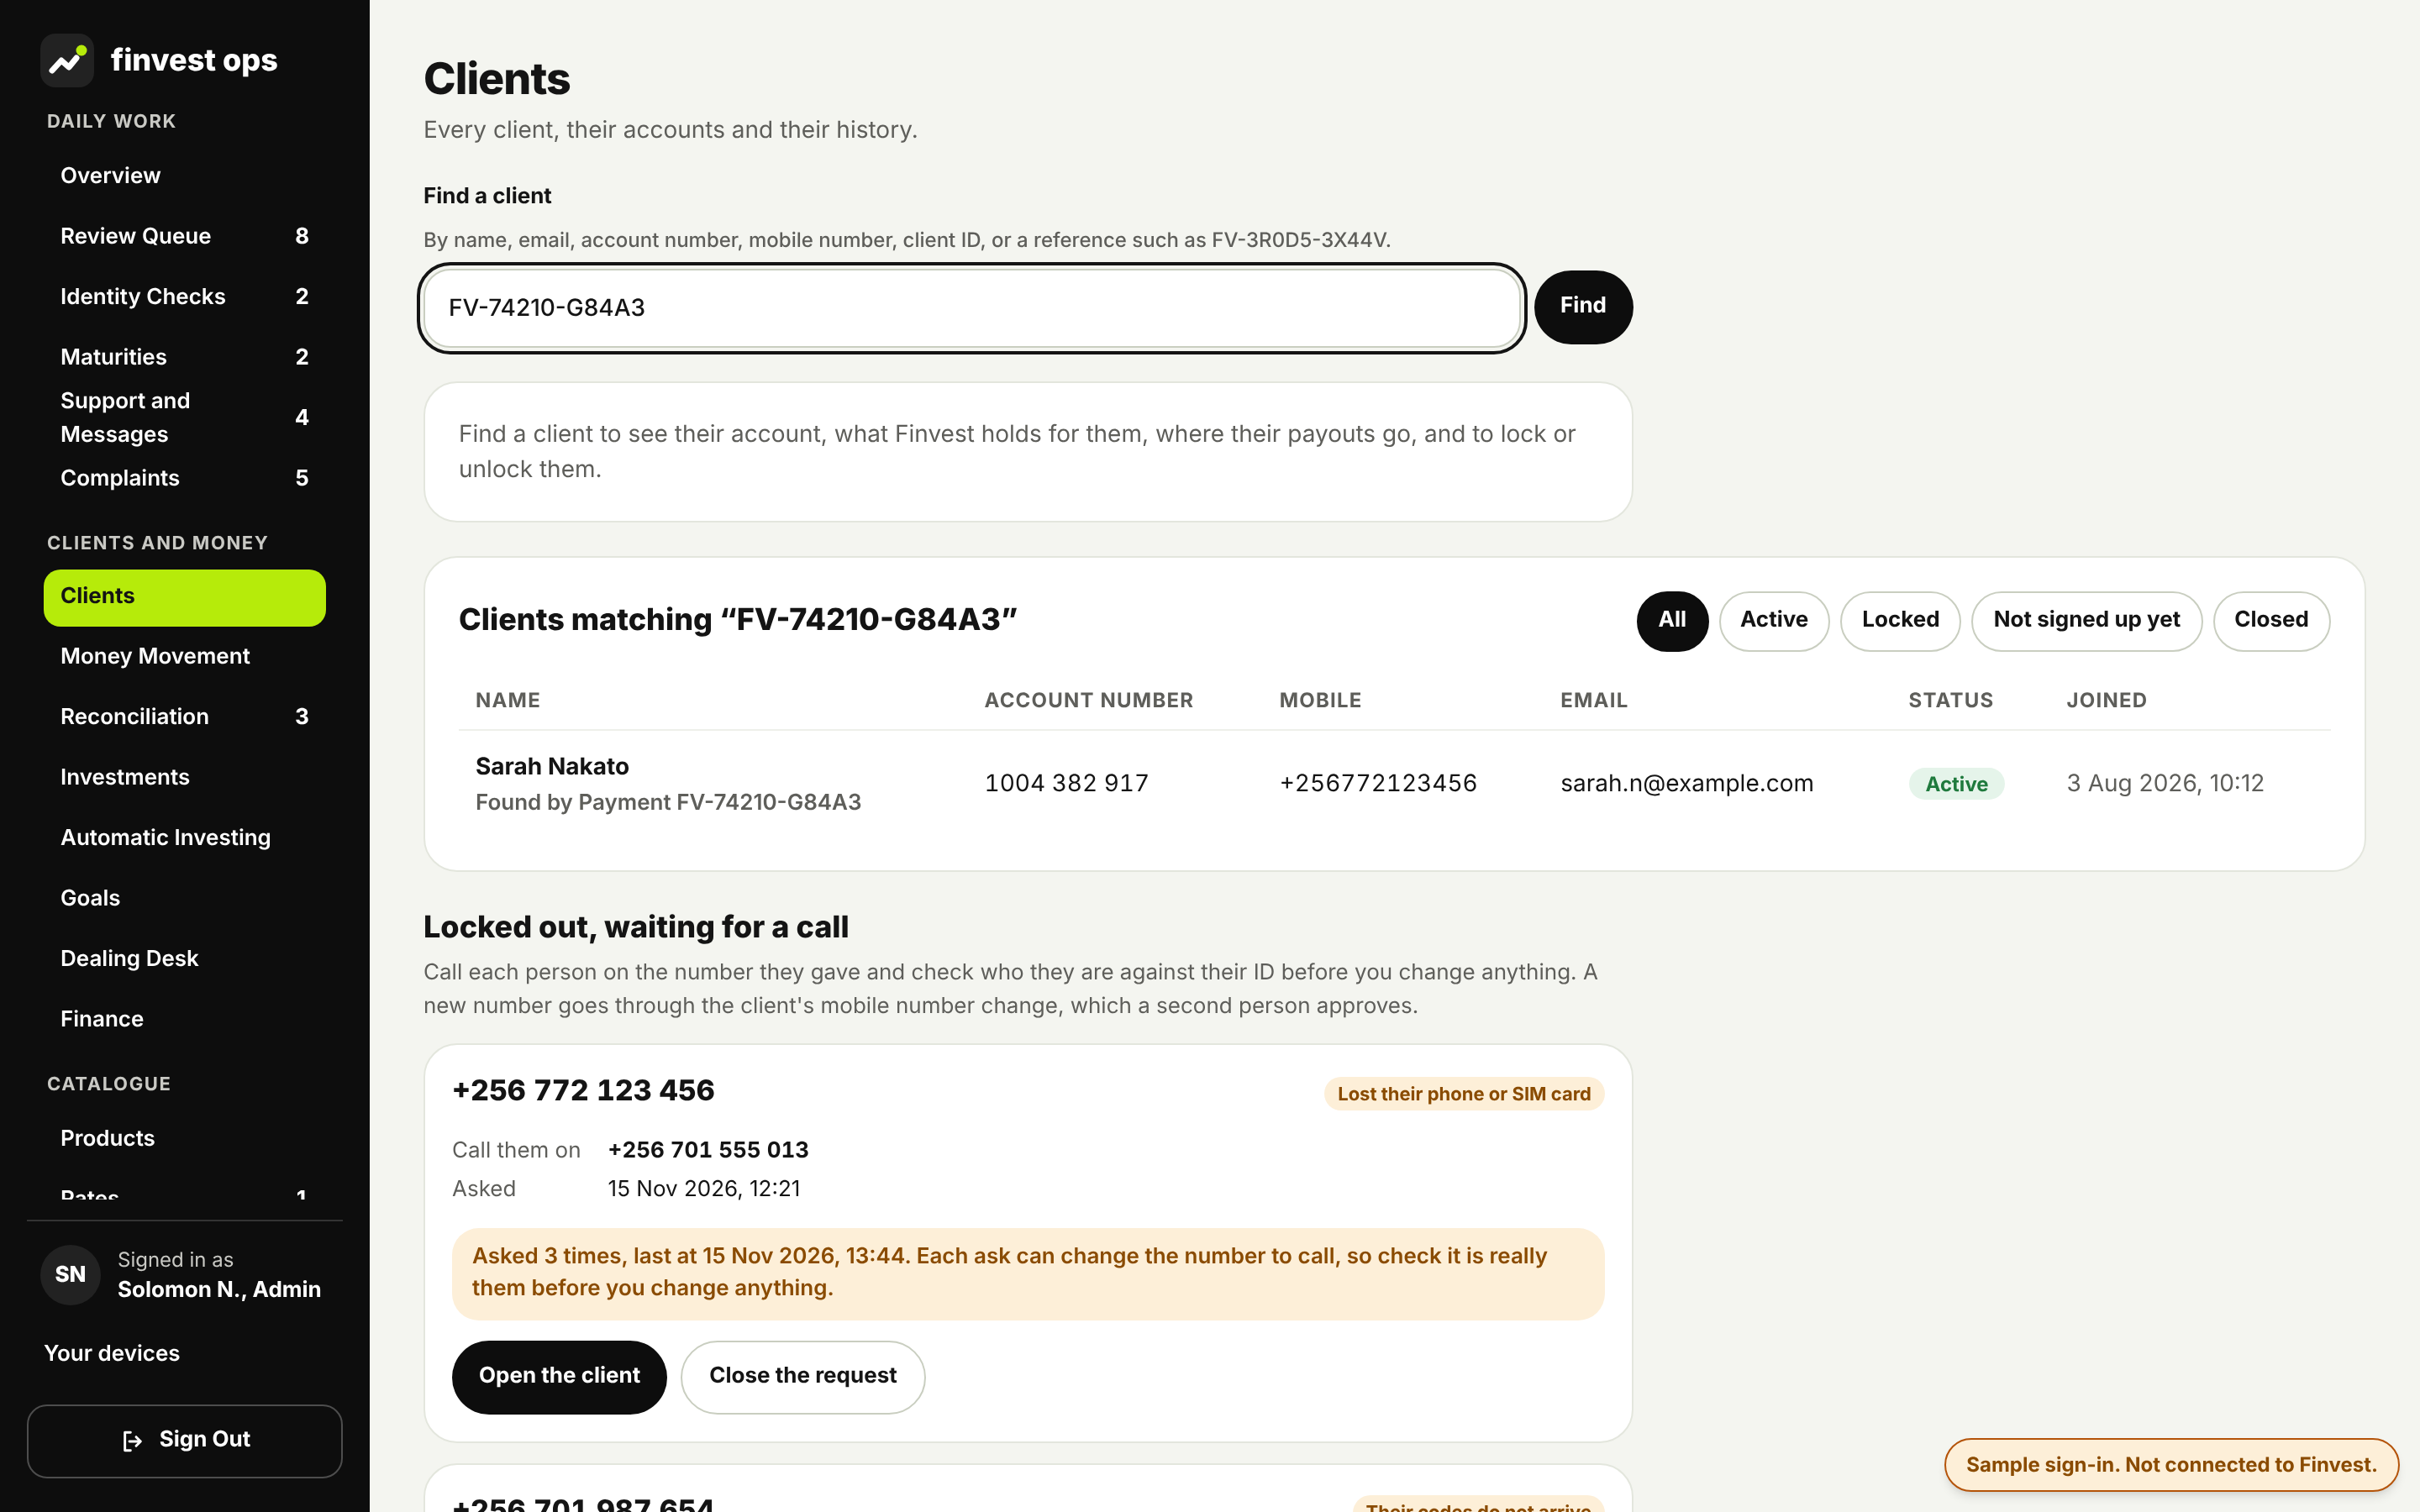 finvest ops
DAILY WORK
Overview
Review Queue 8
Identity Checks 2
Maturities 2
Support and
Messages 4
Complaints 5
CLIENTS AND MONEY
Clients
Money Movement
Reconciliation 3
Investments
Automatic Investing
Goals
Dealing Desk
Finance
CATALOGUE
Products
Rates 1
Signed in as
SN Solomon N., Admin
Your devices
Sign Out
Clients
Every client, their accounts and their history.
Find a client
By name, email, account number, mobile number, client ID, or a reference such as FV-3R0D5-3X44V.
FV-74210-G84A3 Find
Find a client to see their account, what Finvest holds for them, where their payouts go, and to lock or
unlock them.
Clients matching “FV-74210-G84A3” All Active Locked Not signed up yet Closed
NAME ACCOUNT NUMBER MOBILE EMAIL STATUS JOINED
Sarah Nakato 1004 382 917 +256772123456 sarah.n@example.com Active 3 Aug 2026, 10:12
Found by Payment FV-74210-G84A3
Locked out, waiting for a call
Call each person on the number they gave and check who they are against their ID before you change anything. A
new number goes through the client's mobile number change, which a second person approves.
+256 772 123 456 Lost their phone or SIM card
Call them on +256 701 555 013
Asked 15 Nov 2026, 12:21
Asked 3 times, last at 15 Nov 2026, 13:44. Each ask can change the number to call, so check it is really
them before you change anything.
Open the client Close the request
+256 701 987 654 Their codes do not arrive
Sample sign-in. Not connected to Finvest.